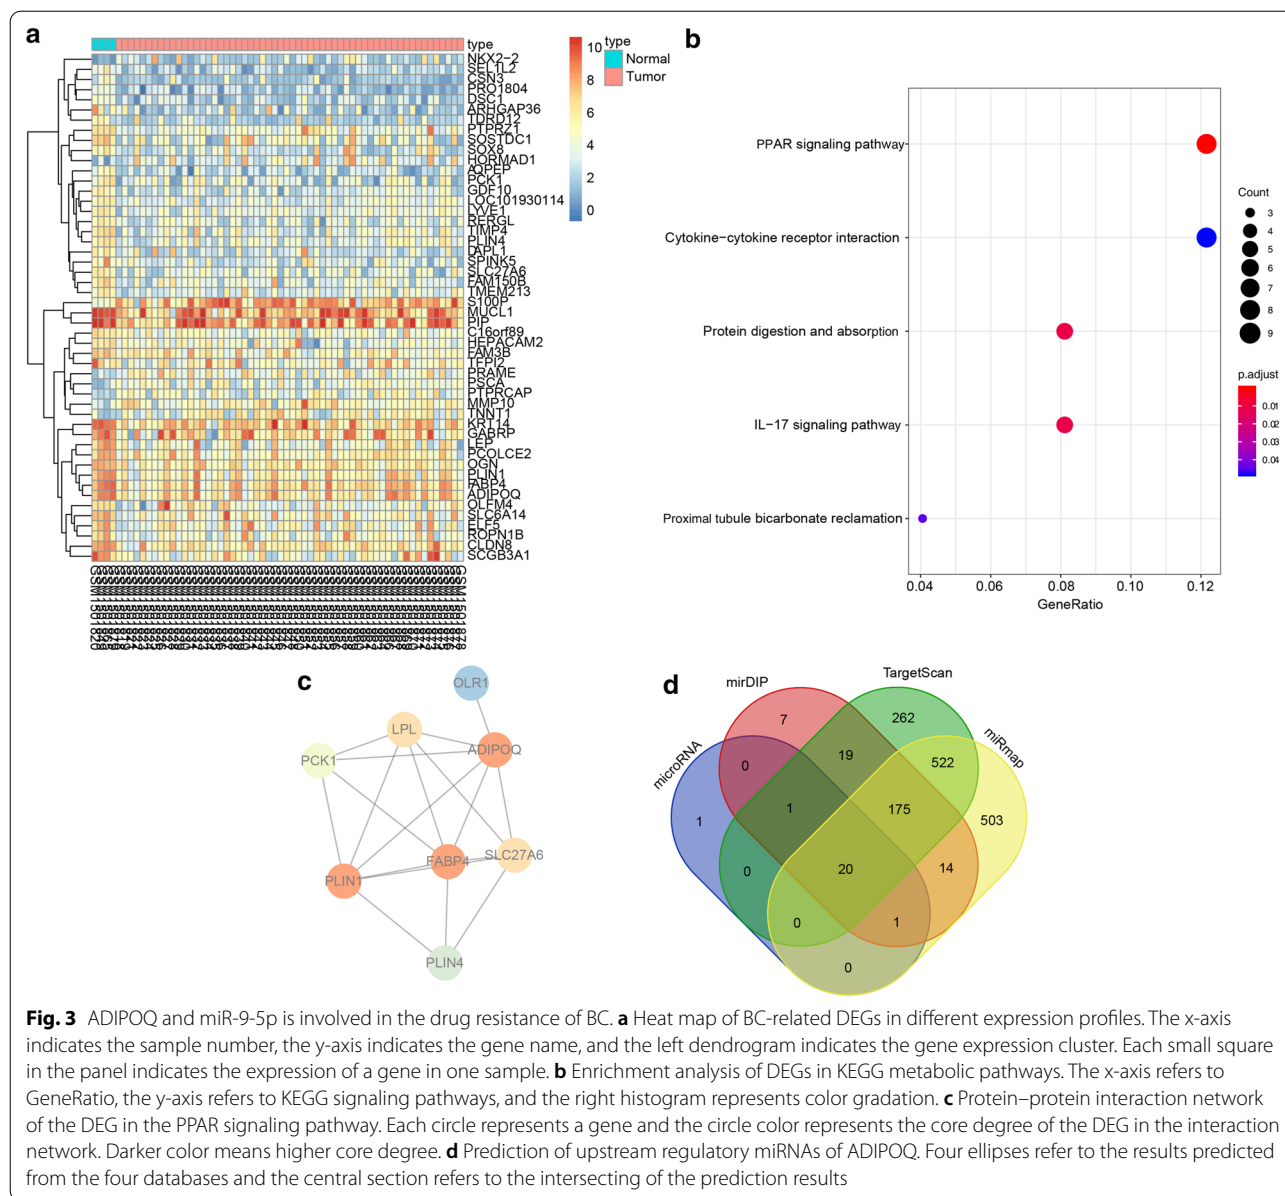 a
type
NKX2-2
SEL1L2
CSN3
PRO1804
DSC1
ARHGAP36
TDRD12
PTPRZ1
SOSTDC1
SOX8
HORMAD1
AQPEP
PCK1
GDF10
LOC101930114
LYVE1
RERGL
TIMP4
PLIN4
DAPL1
SPINK5
SLC27A6
FAM150B
TMEM213
S100P
MUCL1
PIP
C16orf89
HEPACAM2
FAM3B
TFPI2
PRAME
PSCA
PTPRCAP
MMP10
TNNT1
KRT14
GABRP
LEP
PCOLCE2
OGN
PLIN1
FABP4
ADIPOQ
OLFM4
SLC6A14
ELF5
ROPN1B
CLDN8
SCGB3A1
10
8
6
4
2
0
type
Normal
Tumor
GSM1501820
b
PPAR signaling pathway
Cytokine−cytokine receptor interaction
Protein digestion and absorption
IL−17 signaling pathway
Proximal tubule bicarbonate reclamation
0.04
0.06
0.08
0.10
0.12
GeneRatio
Count
3
4
5
6
7
8
9
p.adjust
0.01
0.02
0.03
0.04
c
OLR1
LPL
ADIPOQ
PCK1
FABP4
SLC27A6
PLIN1
PLIN4
d
microRNA
mirDIP
TargetScan
miRmap
7
262
0
19
522
1
1
175
503
0
20
14
0
1
0
Fig. 3 ADIPOQ and miR-9-5p is involved in the drug resistance of BC. a Heat map of BC-related DEGs in different expression profiles. The x-axis
indicates the sample number, the y-axis indicates the gene name, and the left dendrogram indicates the gene expression cluster. Each small square
in the panel indicates the expression of a gene in one sample. b Enrichment analysis of DEGs in KEGG metabolic pathways. The x-axis refers to
GeneRatio, the y-axis refers to KEGG signaling pathways, and the right histogram represents color gradation. c Protein–protein interaction network
of the DEG in the PPAR signaling pathway. Each circle represents a gene and the circle color represents the core degree of the DEG in the interaction
network. Darker color means higher core degree. d Prediction of upstream regulatory miRNAs of ADIPOQ. Four ellipses refer to the results predicted
from the four databases and the central section refers to the intersecting of the prediction results